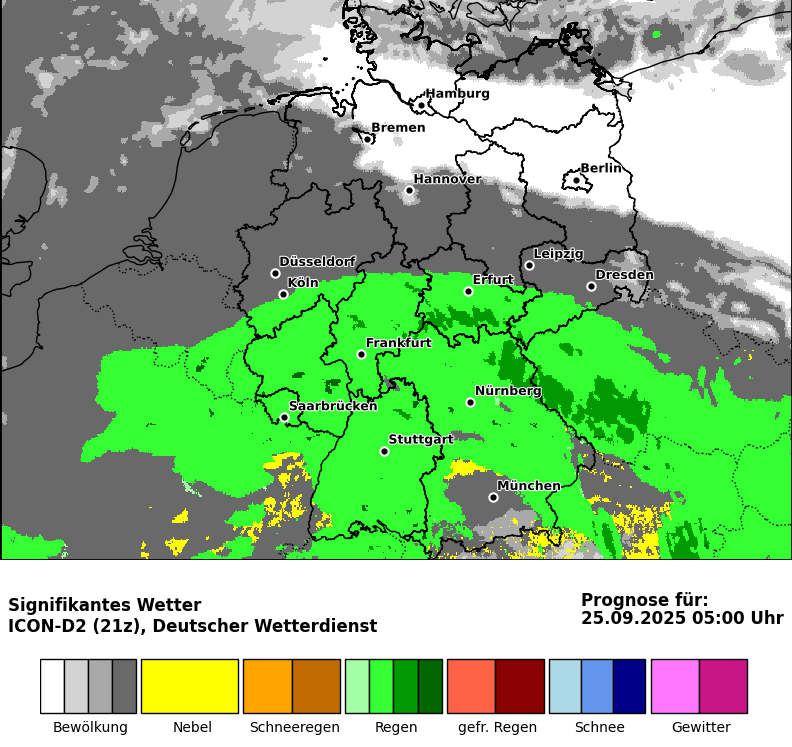 Hamburg
Bremen
Berlin
Hannover
Leipzig
Düsseldorf
Dresden
Köln
Erfurt
Frankfurt
Nürnberg
Saarbrücken
Stuttgart
München
Signifikantes Wetter
ICON-D2 (21z), Deutscher Wetterdienst
Prognose für:
25.09.2025 05:00 Uhr
Bewölkung
Nebel
Schneeregen
Regen
gefr. Regen
Schnee
Gewitter